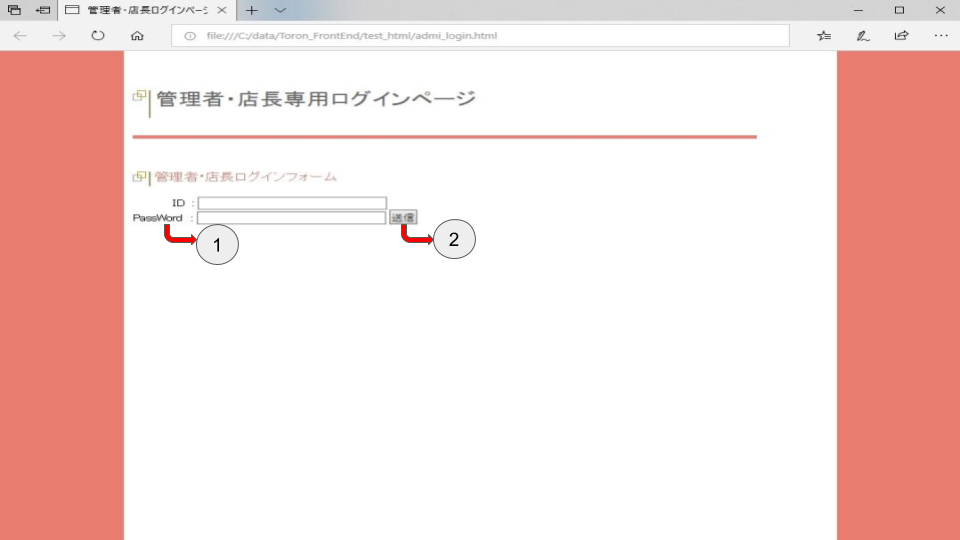 管理者・店長ログインページ
file:///C:/data/Toron_FrontEnd/test_html/admi_login.html
管理者・店長専用ログインページ
管理者・店長ログインフォーム
ID :
PassWord : 送信
1
2